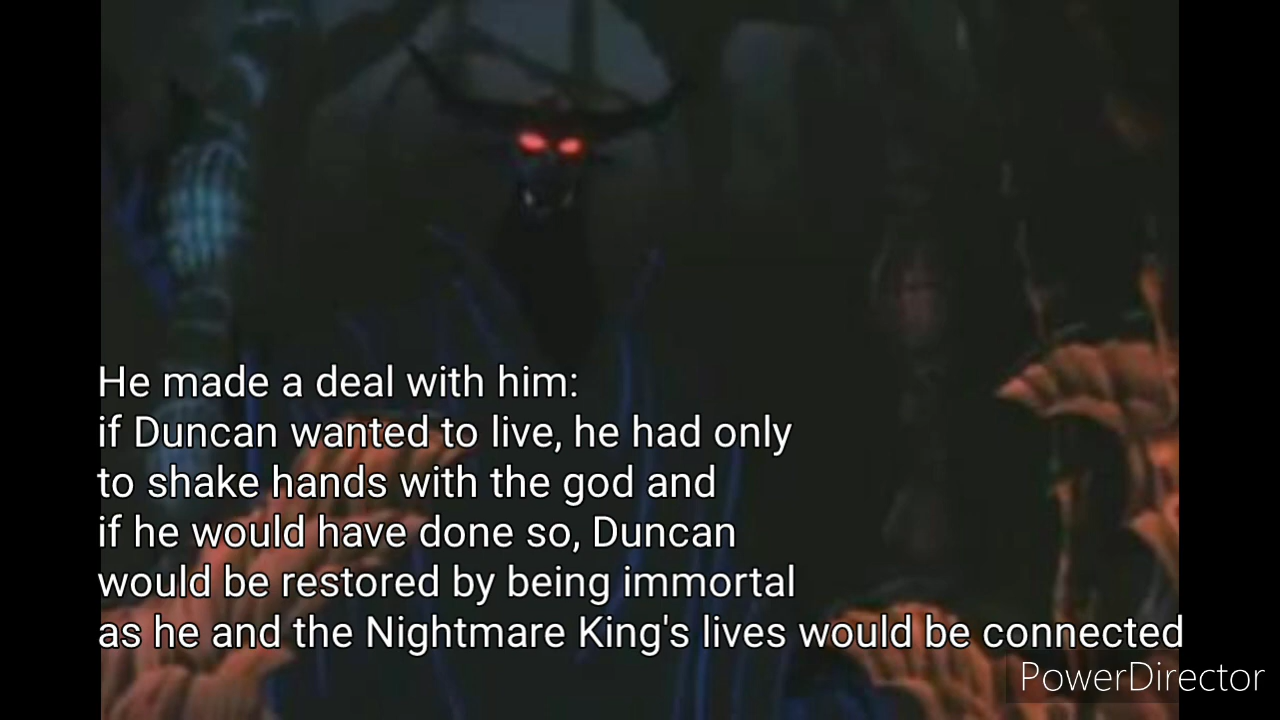 He made a deal with him:
if Duncan wanted to live, he had only
to shake hands with the god and
if he would have done so, Duncan
would be restored by being immortal
as he and the Nightmare King's lives would be connected
PowerDirector